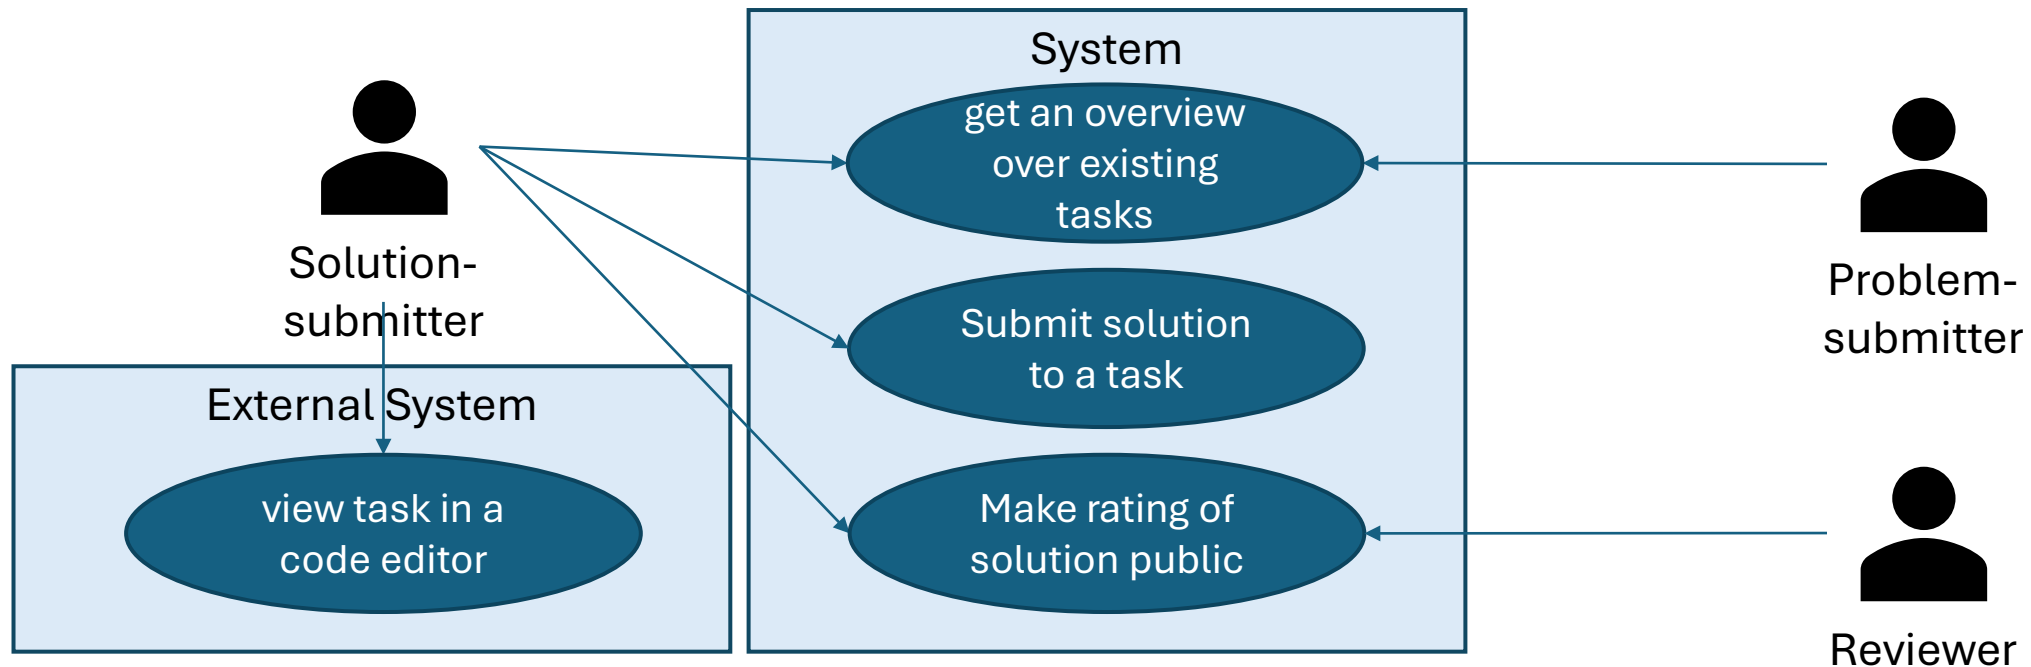 System
get an overview
over existing
tasks
Solution-
submitter
Problem-
submitter
Submit solution
to a task
External System
view task in a
code editor
Make rating of
solution public
Reviewer